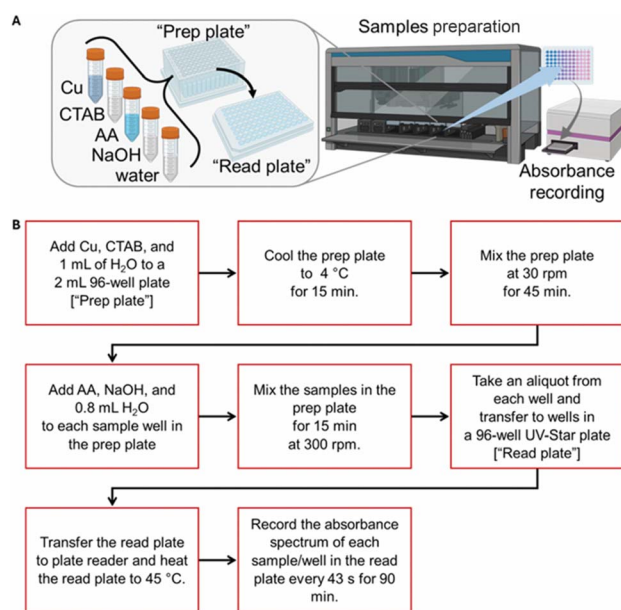 A
"Prep plate"
Samples preparation
Cu
CTAB
AA
NaOH
water
"Read plate"
Absorbance
recording
B
Add Cu, CTAB, and
1 mL of H₂O to a
2 mL 96-well plate
["Prep plate"]
Cool the prep plate
to 4 °C
for 15 min.
Mix the prep plate
at 30 rpm
for 45 min.
Add AA, NaOH, and
0.8 mL H₂O
to each sample well in
the prep plate
Mix the samples in the
prep plate
for 15 min
at 300 rpm.
Take an aliquot from
each well and
transfer to wells in
a 96-well UV-Star plate
["Read plate"]
Transfer the read plate
to plate reader and heat
the read plate to 45 °C.
Record the absorbance
spectrum of each
sample/well in the read
plate every 43 s for 90
min.